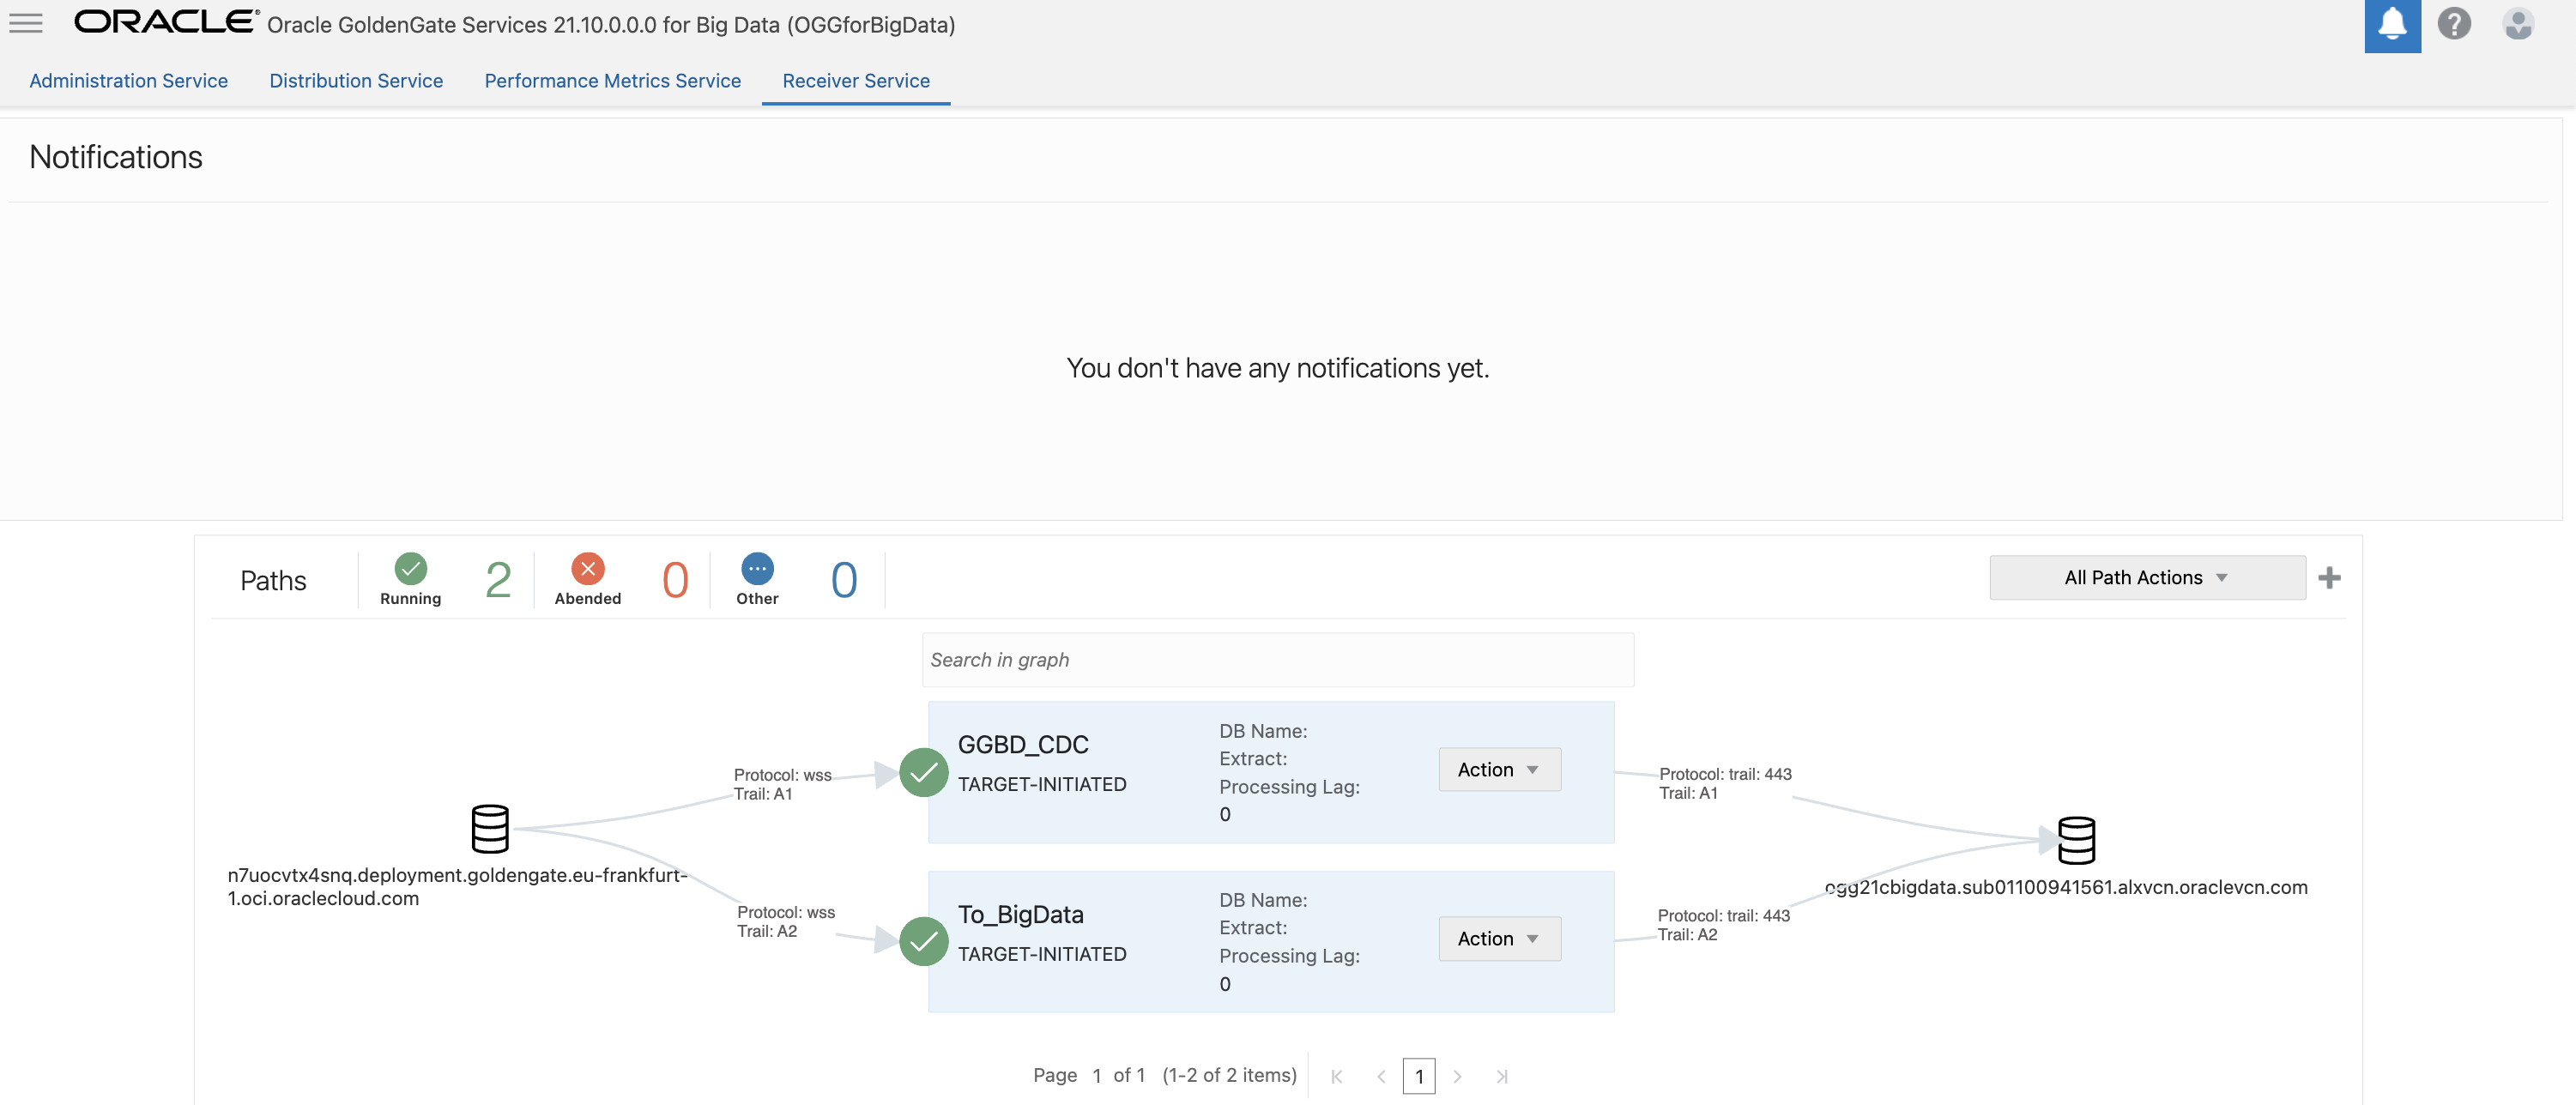 ORACLE® Oracle GoldenGate Services 21.10.0.0.0 for Big Data (OGGforBigData)
Administration Service Distribution Service Performance Metrics Service Receiver Service
Notifications
You don't have any notifications yet.
Paths Running 2 Abended 0 Other 0 All Path Actions
Search in graph
GGBD_CDC
TARGET-INITIATED
DB Name:
Extract:
Processing Lag:
0
Action
Protocol: wss
Trail: A1
Protocol: trail: 443
Trail: A1
n7uocvtx4snq.deployment.goldengate.eu-frankfurt-
1.oci.oraclecloud.com
ogg21cbigdata.sub01100941561.alxvcn.oraclevcn.com
Protocol: wss
Trail: A2
To_BigData
TARGET-INITIATED
DB Name:
Extract:
Processing Lag:
0
Action
Protocol: trail: 443
Trail: A2
Page 1 of 1 (1-2 of 2 items) 1